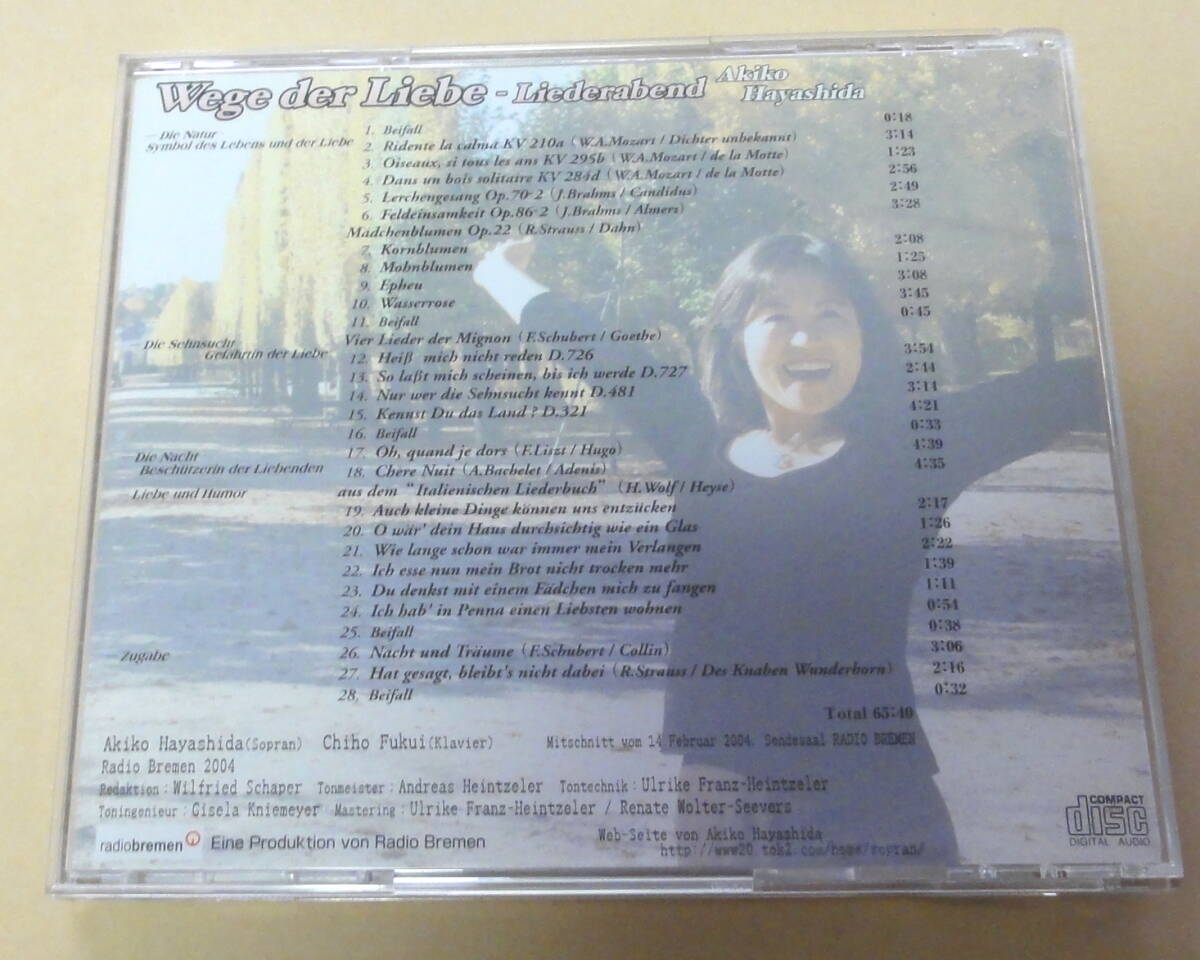 Wege der Liebe - Liederabend Akiko Hayashida
Die Natur
Symbol des Lebens und der Liebe
1. Beifall 0:18
2. Ridente la calma KV 210a (W.A.Mozart / Dichter unbekannt) 3:14
3. Oiseaux, si tous les ans KV 295b (W.A.Mozart / de la Motte) 1:23
4. Dans un bois solitaire KV 284d (W.A.Mozart / de la Motte) 2:56
5. Lerchengesang Op.70-2 (J.Brahms / Candidus) 2:49
6. Feldeinsamkeit Op.86-2 (J.Brahms / Almers) 3:28
Mädchenblumen Op.22 (R.Strauss / Dahn)
7. Kornblumen 2:08
8. Mohnblumen 1:25
9. Epheu 3:08
10. Wasserrose 3:45
11. Beifall 0:45
Die Sehnsucht
Gefährtin der Liebe
Vier Lieder der Mignon (F.Schubert / Goethe)
12. Heiß mich nicht reden D.726 3:54
13. So laßt mich scheinen, bis ich werde D.727 2:44
14. Nur wer die Sehnsucht kennt D.481 3:14
15. Kennst Du das Land? D.321 4:21
16. Beifall 0:33
Die Nacht
Beschützerin der Liebenden
17. Oh, quand je dors (F.Liszt / Hugo) 4:39
18. Chere Nuit (A.Bachelet / Adenis) 4:35
Liebe und Humor
aus dem "Italienischen Liederbuch" (H.Wolf / Heyse)
19. Auch kleine Dinge können uns entzücken 2:17
20. O wär' dein Haus durchsichtig wie ein Glas 1:26
21. Wie lange schon war immer mein Verlangen 2:22
22. Ich esse nun mein Brot nicht trocken mehr 1:39
23. Du denkst mit einem Fädchen mich zu fangen 1:11
24. Ich hab' in Penna einen Liebsten wohnen 0:54
25. Beifall 0:38
Zugabe
26. Nacht und Träume (F.Schubert / Collin) 3:06
27. Hat gesagt, bleibt's nicht dabei (R.Strauss / Des Knaben Wunderhorn) 2:16
28. Beifall 0:32
Total 65:40
Akiko Hayashida(Sopran) Chiho Fukui(Klavier) Mitschnitt vom 14 Februar 2004. Sendesaal RADIO BREMEN
Radio Bremen 2004
Redaktion : Wilfried Schaper Tonmeister : Andreas Heintzeler Tontechnik : Ulrike Franz-Heintzeler
Toningenieur : Gisela Kniemeyer Mastering : Ulrike Franz-Heintzeler / Renate Wolter-Seevers
radiobremen Eine Produktion von Radio Bremen
Web-Seite von Akiko Hayashida
http://www20.tok2.com/home/sopran/
COMPACT
disc
DIGITAL AUDIO